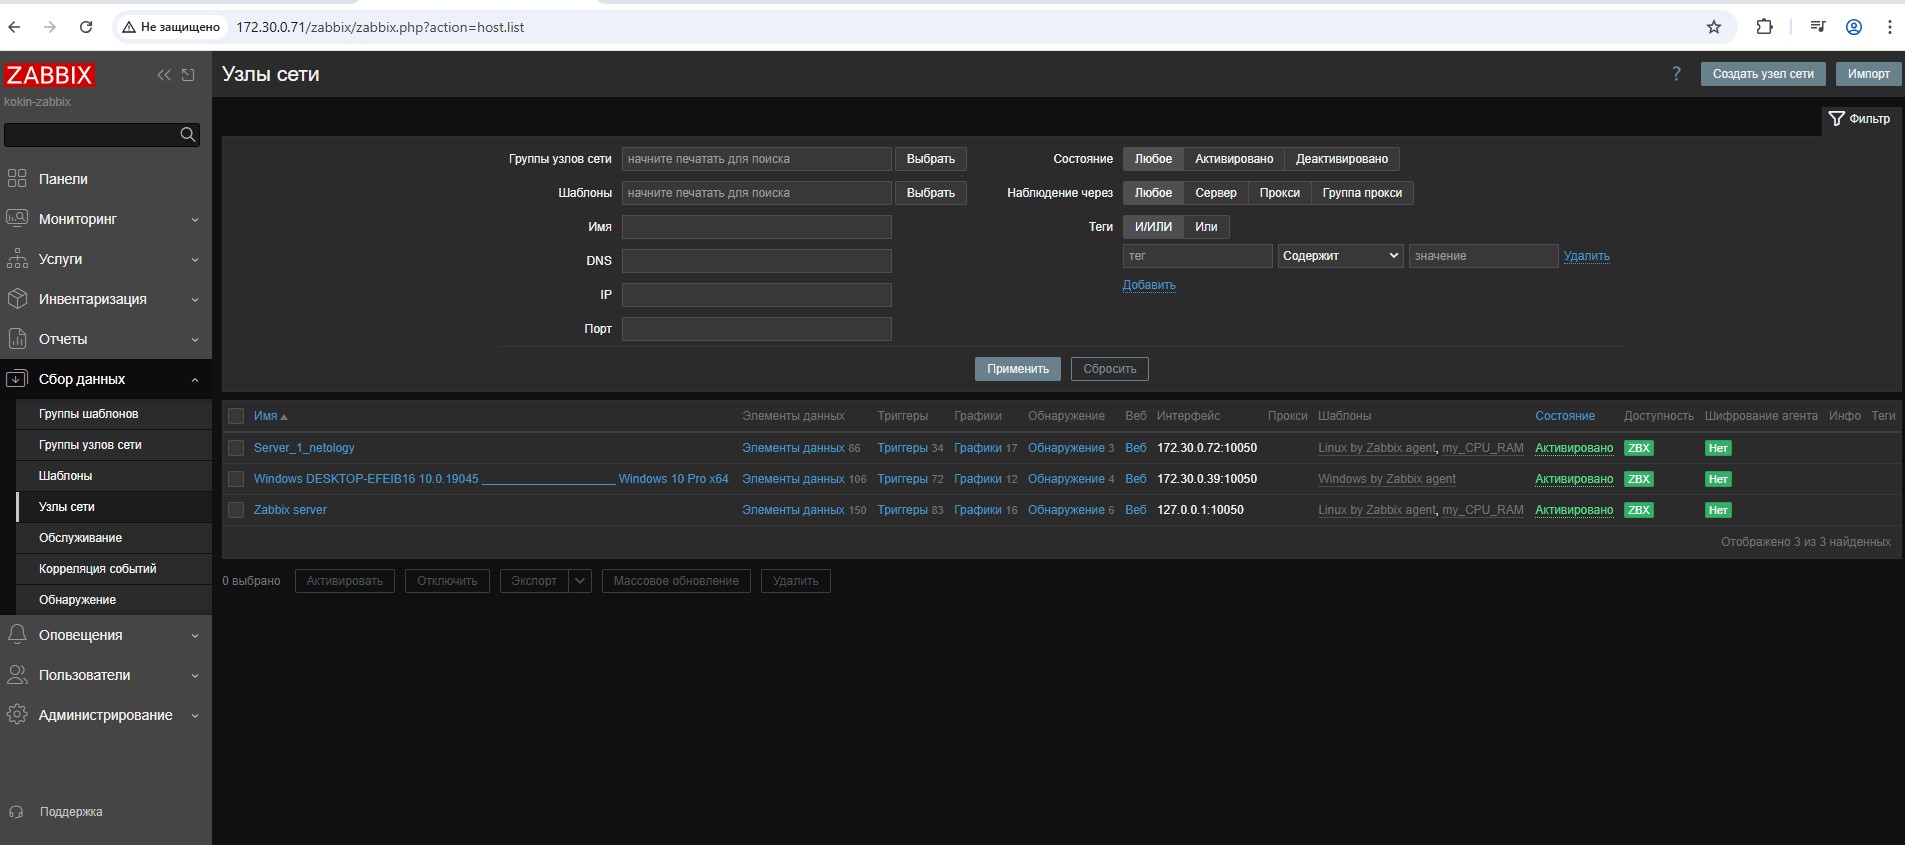 Не защищено 172.30.0.71/zabbix/zabbix.php?action=host.list
ZABBIX
kokin-zabbix
Панели
Мониторинг
Услуги
Инвентаризация
Отчеты
Сбор данных
Группы шаблонов
Группы узлов сети
Шаблоны
Узлы сети
Обслуживание
Корреляция событий
Обнаружение
Оповещения
Пользователи
Администрирование
Поддержка
Узлы сети
? Создать узел сети Импорт
Фильтр
Группы узлов сети начните печатать для поиска Выбрать
Шаблоны начните печатать для поиска Выбрать
Имя
DNS
IP
Порт
Состояние Любое Активировано Деактивировано
Наблюдение через Любое Сервер Прокси Группа прокси
Теги И/ИЛИ Или
тег Содержит значение Удалить
Добавить
Применить Сбросить
Имя Элементы данных Триггеры Графики Обнаружение Веб Интерфейс Прокси Шаблоны Состояние Доступность Шифрование агента Инфо Теги
Server_1_netology Элементы данных 86 Триггеры 34 Графики 17 Обнаружение 3 Веб 172.30.0.72:10050 Linux by Zabbix agent, my_CPU_RAM Активировано ZBX Нет
Windows DESKTOP-EFEIB16 10.0.19045 ____________________ Windows 10 Pro x64 Элементы данных 106 Триггеры 72 Графики 12 Обнаружение 4 Веб 172.30.0.39:10050 Windows by Zabbix agent Активировано ZBX Нет
Zabbix server Элементы данных 150 Триггеры 83 Графики 16 Обнаружение 6 Веб 127.0.0.1:10050 Linux by Zabbix agent, my_CPU_RAM Активировано ZBX Нет
Отображено 3 из 3 найденных
0 выбрано Активировать Отключить Экспорт Массовое обновление Удалить